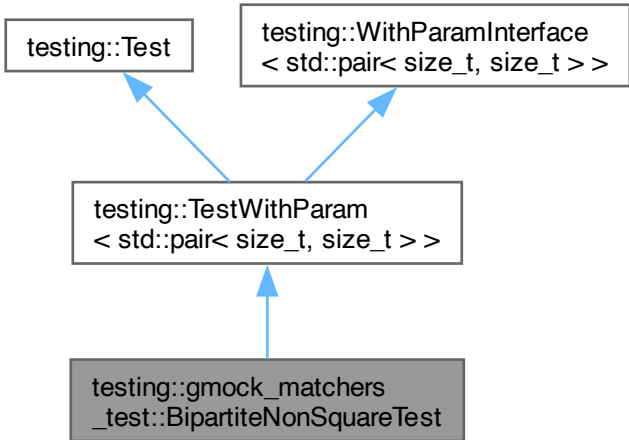 testing::Test
testing::WithParamInterface
< std::pair< size_t, size_t > >
testing::TestWithParam
< std::pair< size_t, size_t > >
testing::gmock_matchers
_test::BipartiteNonSquareTest